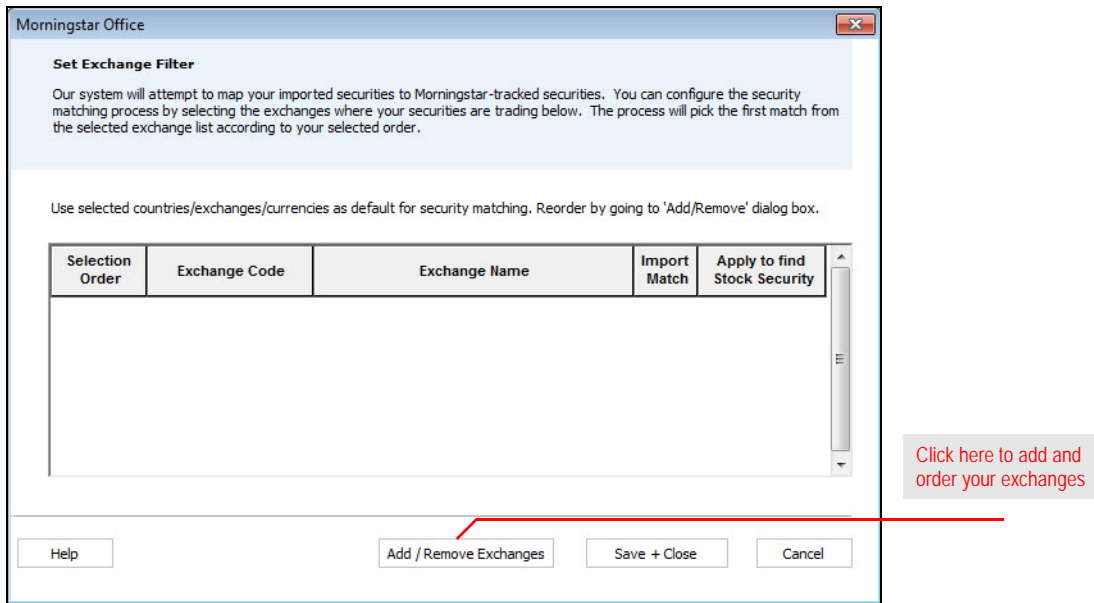 Morningstar Office
Set Exchange Filter
Our system will attempt to map your imported securities to Morningstar-tracked securities.  You can configure the security
matching process by selecting the exchanges where your securities are trading below.  The process will pick the first match from
the selected exchange list according to your selected order.
Use selected countries/exchanges/currencies as default for security matching. Reorder by going to 'Add/Remove' dialog box.
Selection
Order
Exchange Code
Exchange Name
Import
Match
Apply to find
Stock Security
Click here to add and
order your exchanges
Help
Add / Remove Exchanges
Save + Close
Cancel